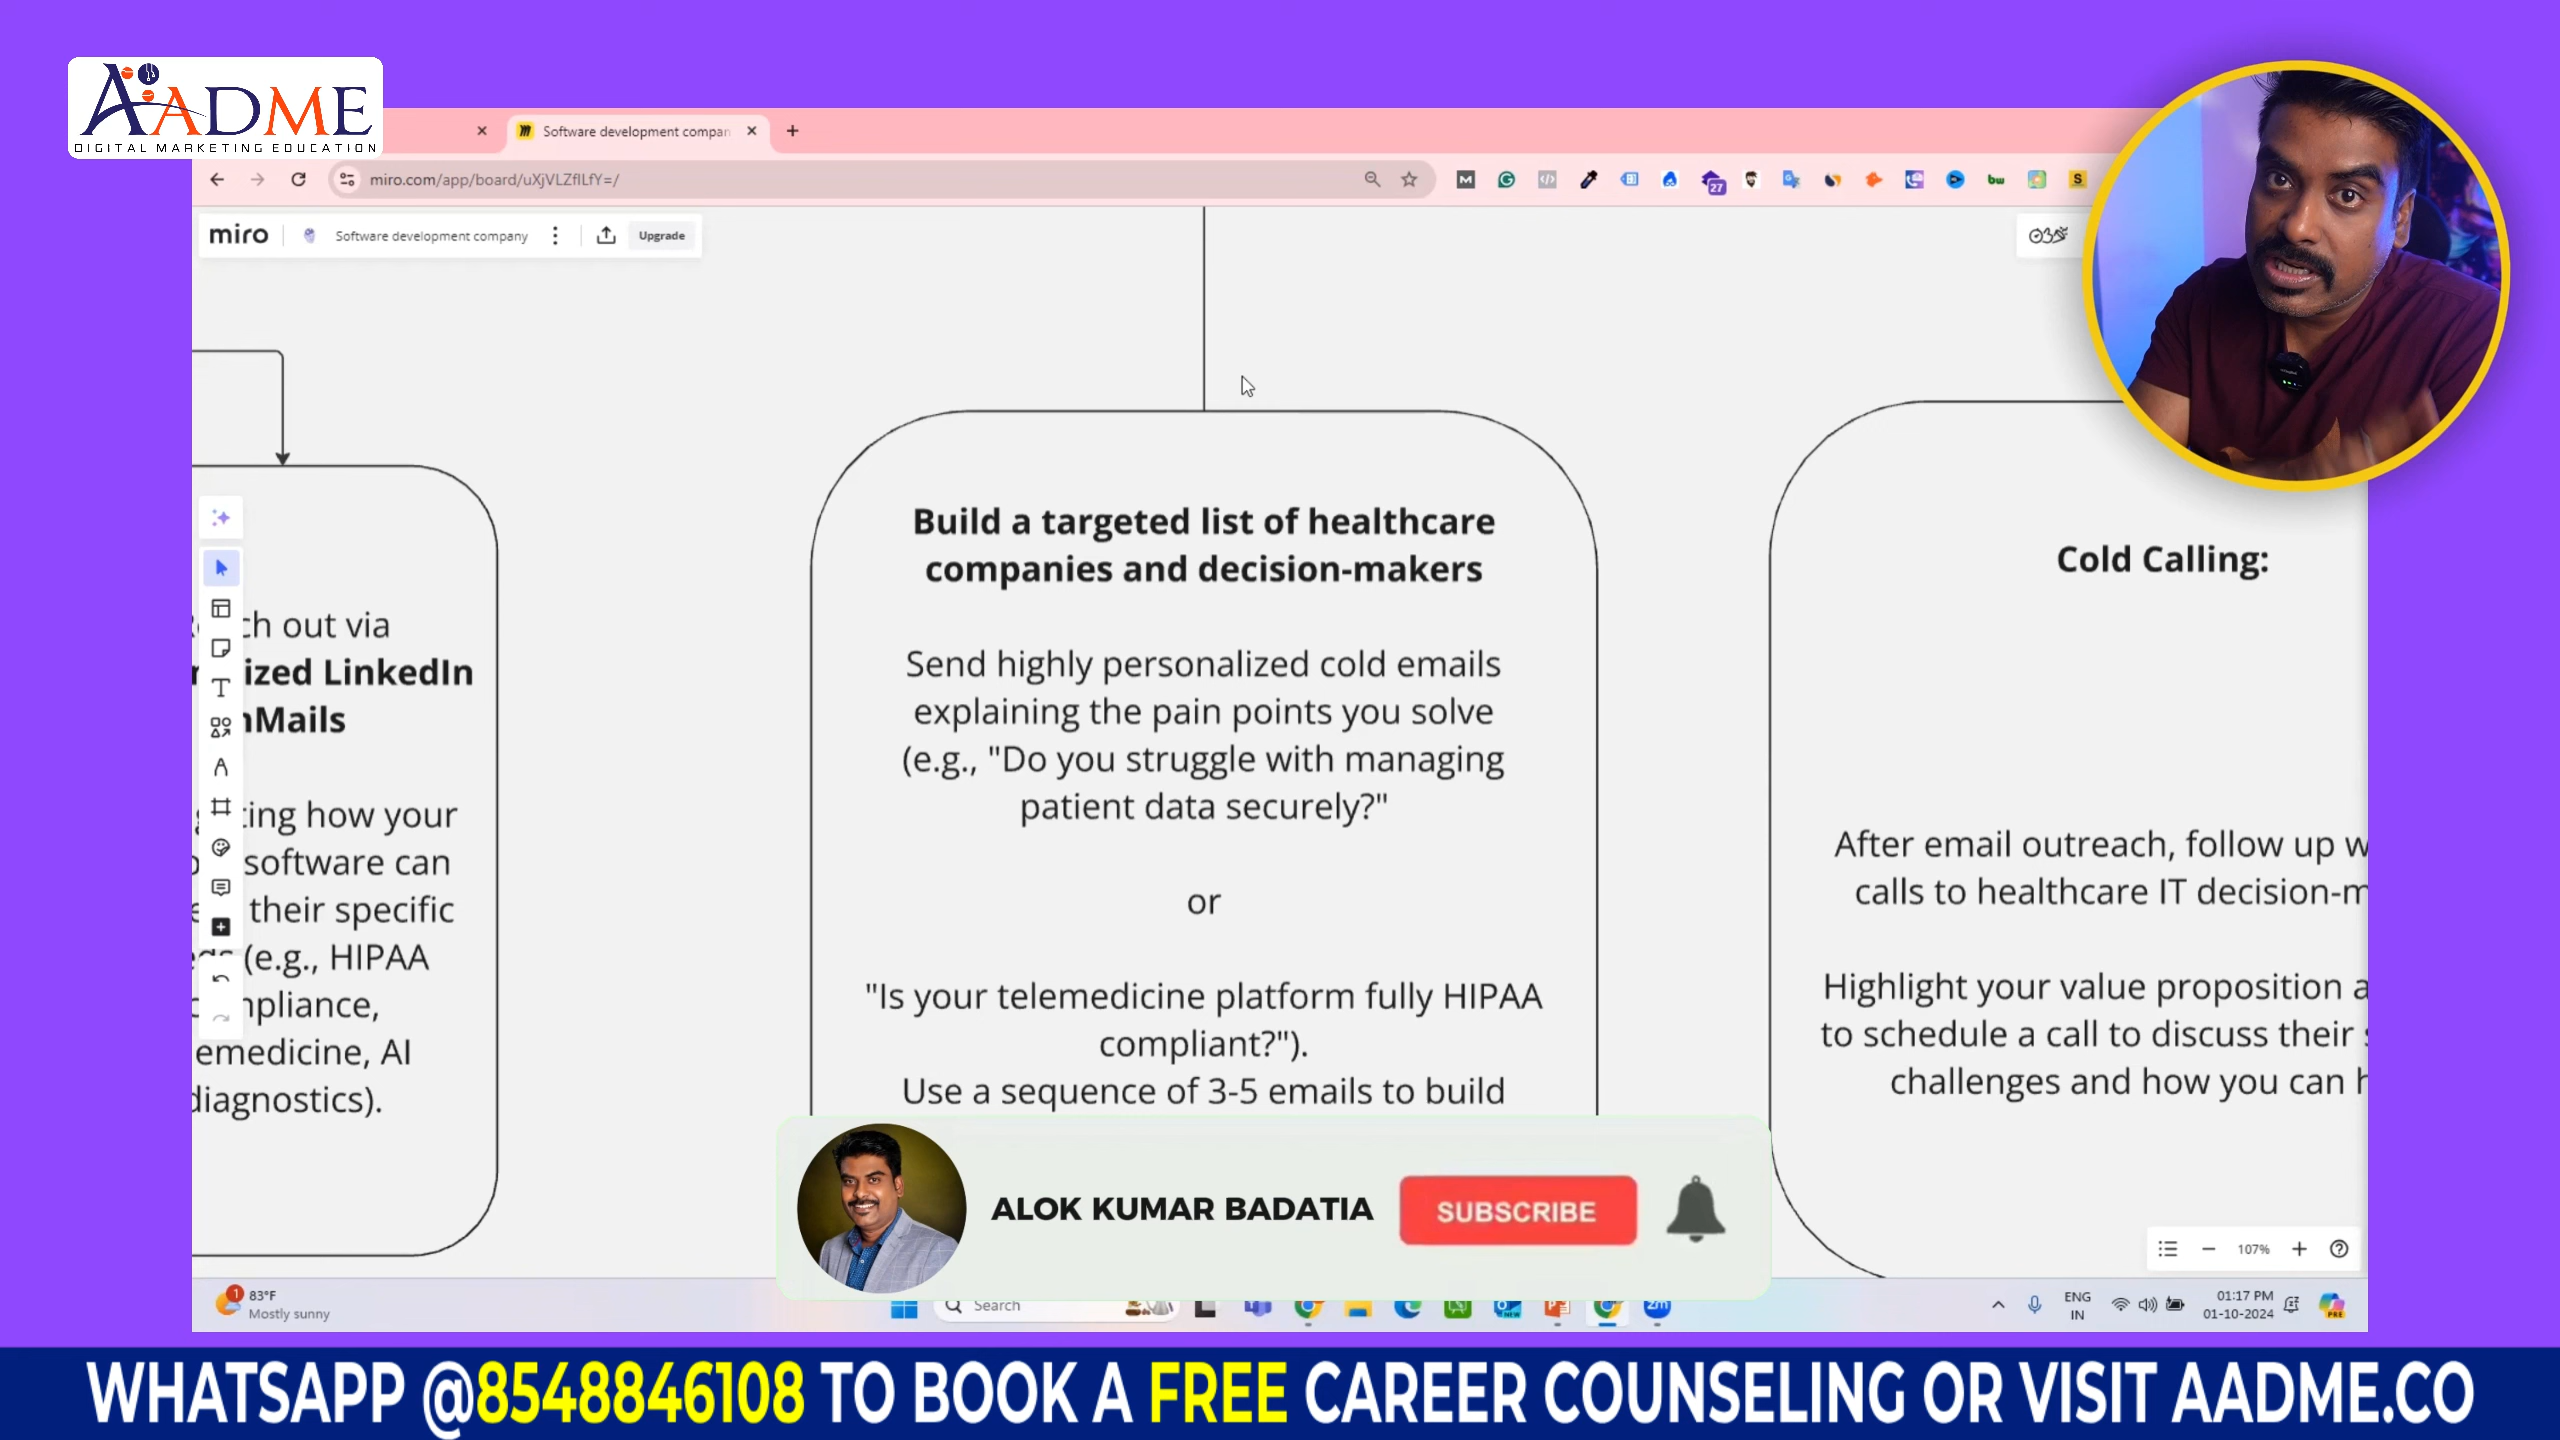 AADME
DIGITAL MARKETING EDUCATION
Software development compan
miro.com/app/board/uXjVLZflLfY=/
27
bw
S
miro
Software development company
Upgrade
ch out via
ized LinkedIn
Mails
ting how your
software can
their specific
(e.g., HIPAA
mpliance,
emedicine, AI
diagnostics).
Build a targeted list of healthcare
companies and decision-makers
Send highly personalized cold emails
explaining the pain points you solve
(e.g., "Do you struggle with managing
patient data securely?"
or
"Is your telemedicine platform fully HIPAA
compliant?").
Use a sequence of 3-5 emails to build
Cold Calling:
After email outreach, follow up w
calls to healthcare IT decision-m
Highlight your value proposition a
to schedule a call to discuss their
challenges and how you can h
ALOK KUMAR BADATIA
SUBSCRIBE
107%
1
83°F
Mostly sunny
Search
ENG
IN
01:17 PM
01-10-2024
WHATSAPP @8548846108 TO BOOK A FREE CAREER COUNSELING OR VISIT AADME.CO